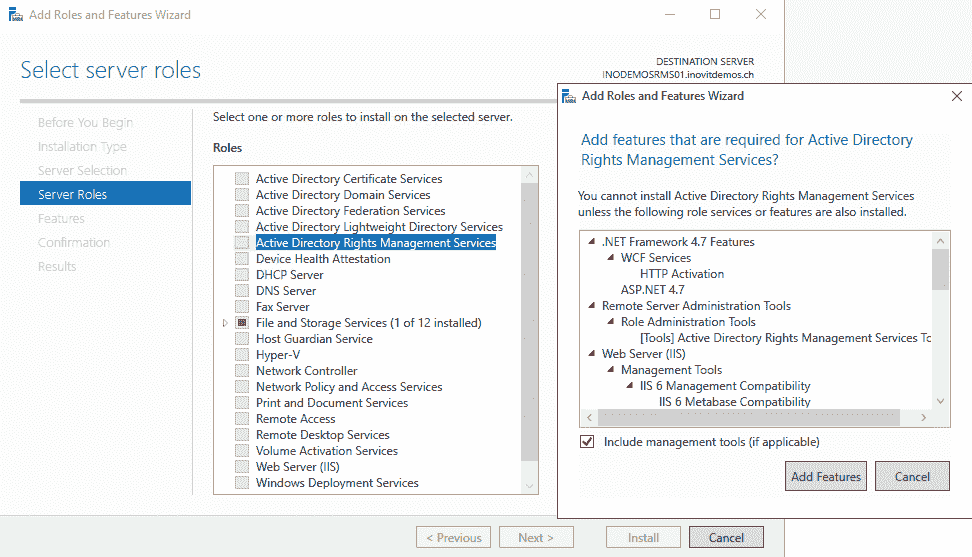 Add Roles and Features Wizard
Select server roles
DESTINATION SERVER
INODEMOSRMS01.inovitdemos.ch
Before You Begin
Installation Type
Server Selection
Server Roles
Features
Confirmation
Results
Select one or more roles to install on the selected server.
Roles
Active Directory Certificate Services
Active Directory Domain Services
Active Directory Federation Services
Active Directory Lightweight Directory Services
Active Directory Rights Management Services
Device Health Attestation
DHCP Server
DNS Server
Fax Server
File and Storage Services (1 of 12 installed)
Host Guardian Service
Hyper-V
Network Controller
Network Policy and Access Services
Print and Document Services
Remote Access
Remote Desktop Services
Volume Activation Services
Web Server (IIS)
Windows Deployment Services
< Previous
Next >
Install
Cancel
Add Roles and Features Wizard
Add features that are required for Active Directory
Rights Management Services?
You cannot install Active Directory Rights Management Services
unless the following role services or features are also installed.
.NET Framework 4.7 Features
WCF Services
HTTP Activation
ASP.NET 4.7
Remote Server Administration Tools
Role Administration Tools
[Tools] Active Directory Rights Management Services To
Web Server (IIS)
Management Tools
IIS 6 Management Compatibility
IIS 6 Metabase Compatibility
Include management tools (if applicable)
Add Features
Cancel